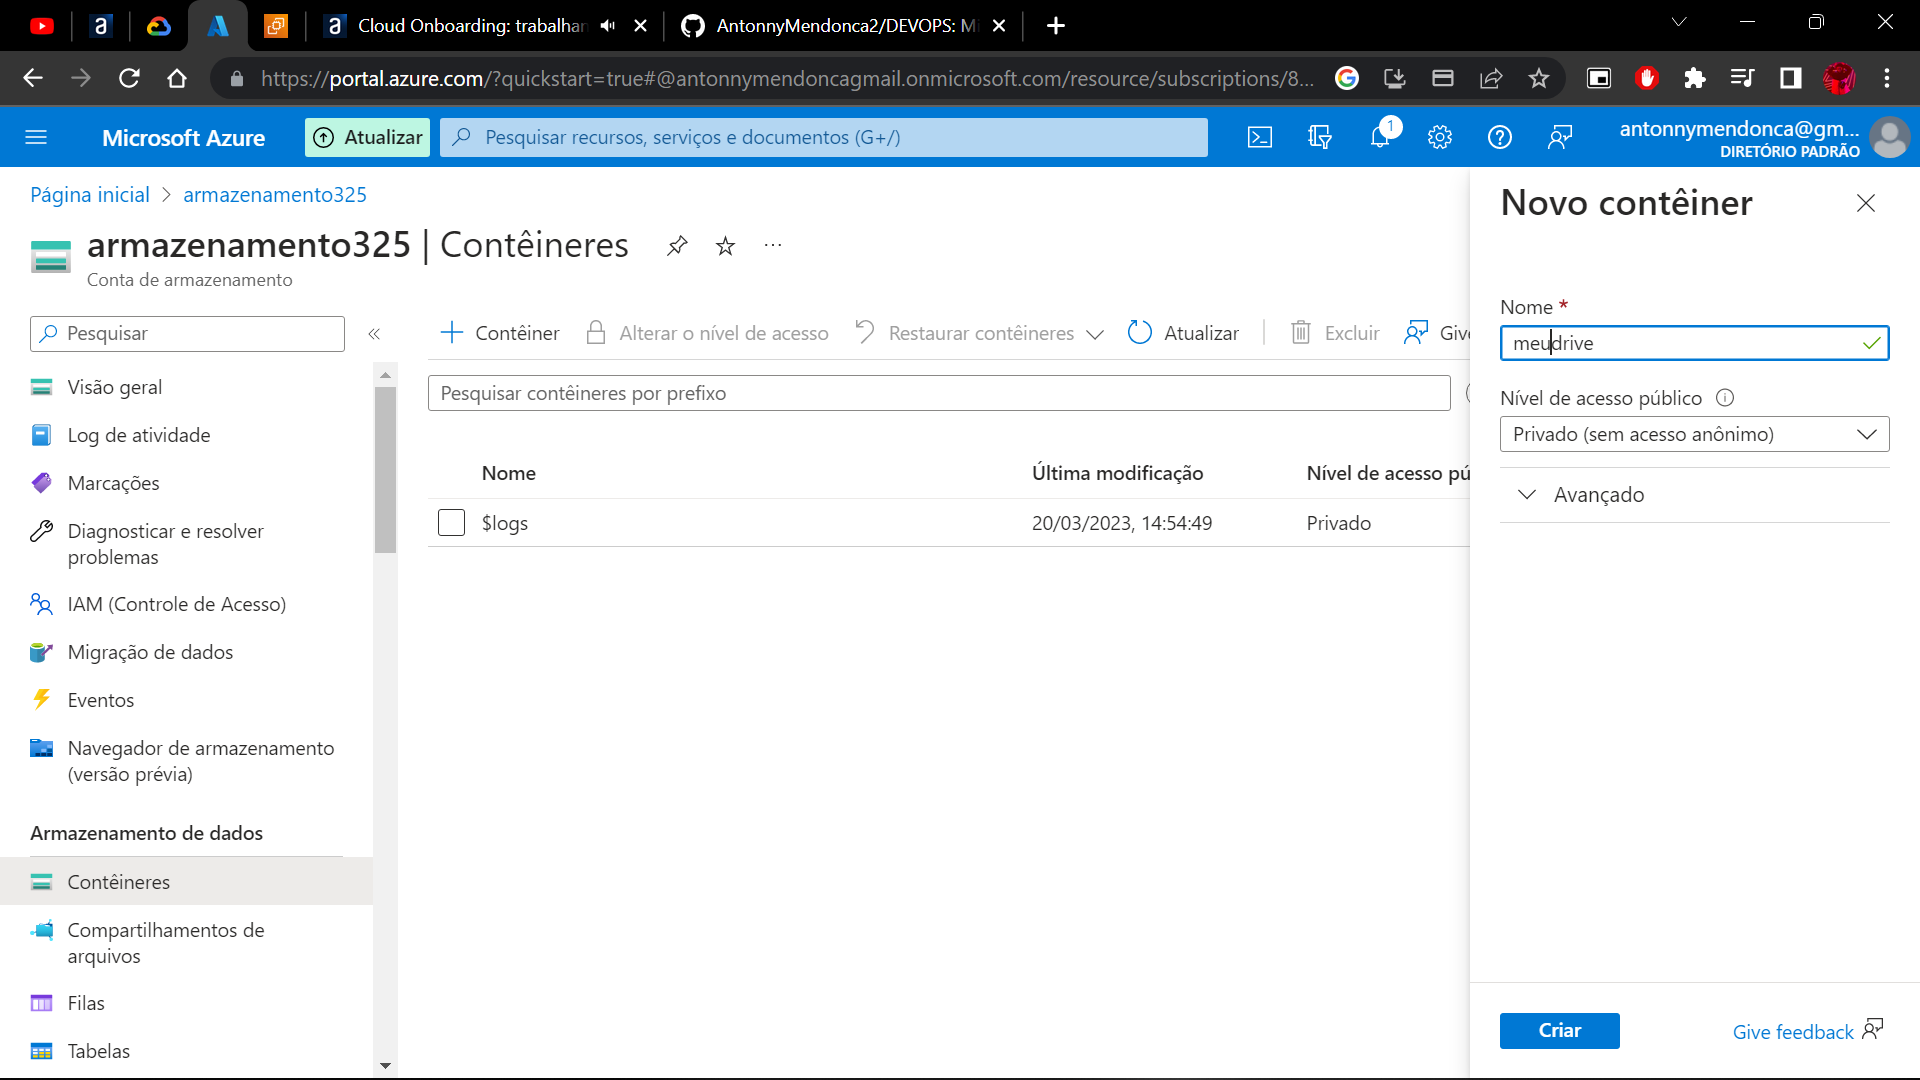 Cloud Onboarding: trabalhan
AntonnyMendonca2/DEVOPS: Mi
https://portal.azure.com/?quickstart=true#@antonnymendoncagmail.onmicrosoft.com/resource/subscriptions/8...
Microsoft Azure
Atualizar
Pesquisar recursos, serviços e documentos (G+/)
1
antonnymendonca@gm...
DIRETÓRIO PADRÃO
Página inicial > armazenamento325
armazenamento325 | Contêineres
Conta de armazenamento
Pesquisar
Visão geral
Log de atividade
Marcações
Diagnosticar e resolver
problemas
IAM (Controle de Acesso)
Migração de dados
Eventos
Navegador de armazenamento
(versão prévia)
Armazenamento de dados
Contêineres
Compartilhamentos de
arquivos
Filas
Tabelas
Contêiner
Alterar o nível de acesso
Restaurar contêineres
Atualizar
Excluir
Give
Pesquisar contêineres por prefixo
Nome Última modificação Nível de acesso pú
$logs 20/03/2023, 14:54:49 Privado
Novo contêiner
Nome *
meudrive
Nível de acesso público
Privado (sem acesso anônimo)
Avançado
Criar
Give feedback